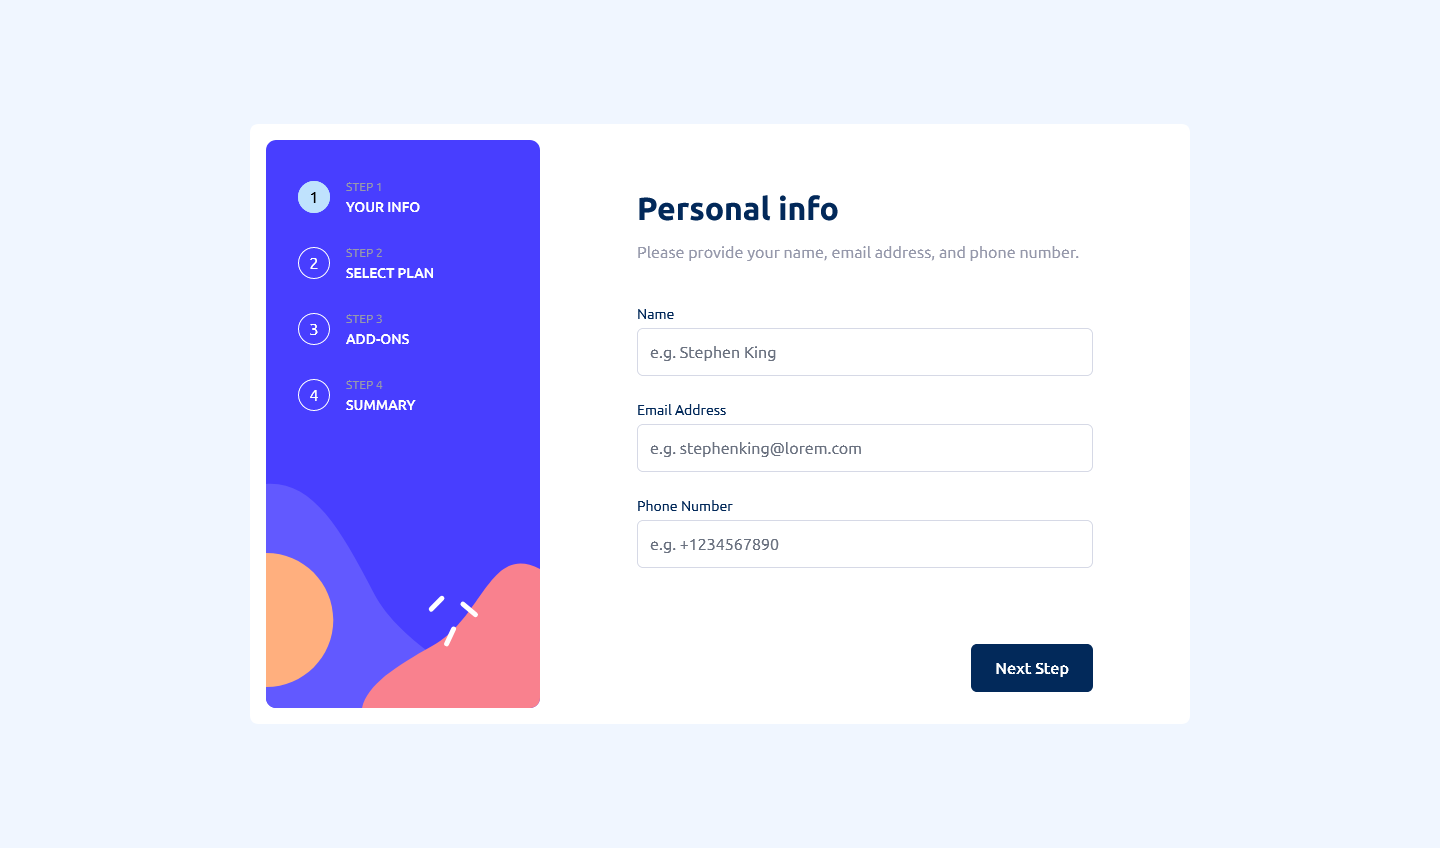 1
STEP 1
YOUR INFO
2
STEP 2
SELECT PLAN
3
STEP 3
ADD-ONS
4
STEP 4
SUMMARY
Personal info
Please provide your name, email address, and phone number.
Name
e.g. Stephen King
Email Address
e.g. stephenking@lorem.com
Phone Number
e.g. +1234567890
Next Step